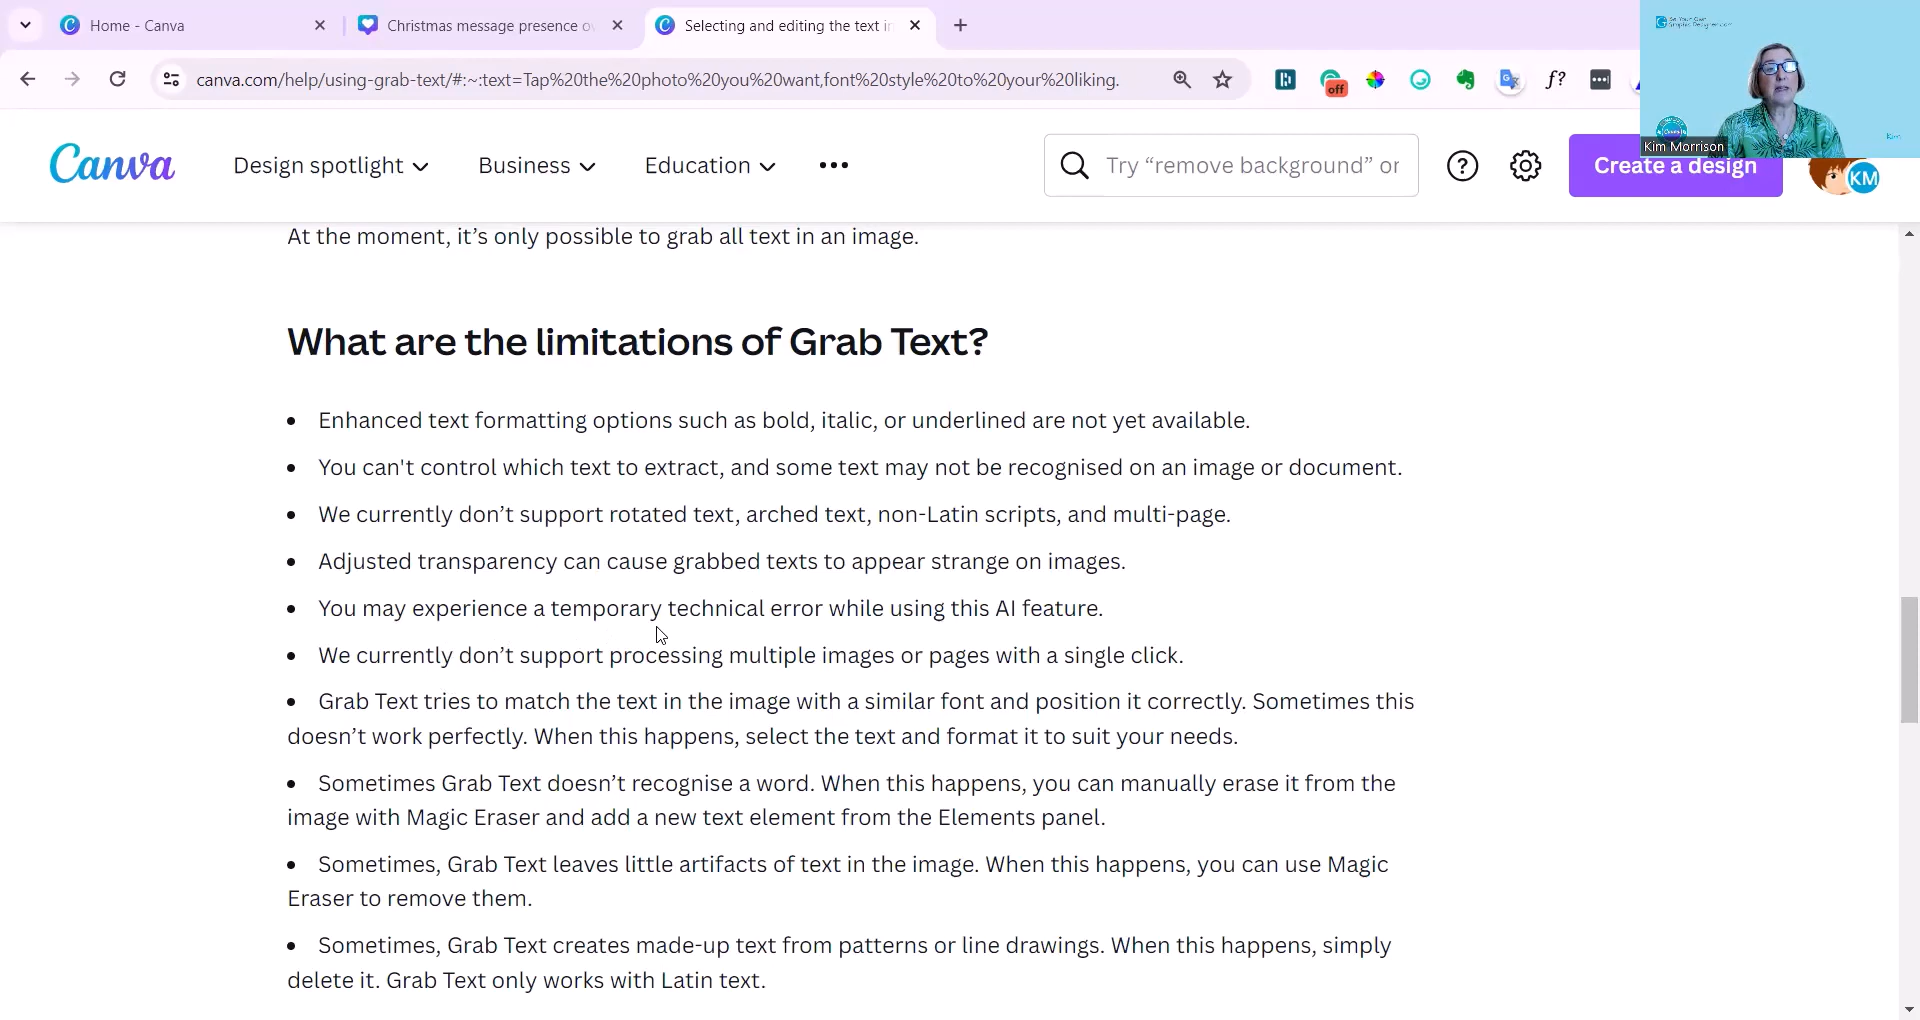 Home - Canva
Christmas message presence ov
Selecting and editing the text in
canva.com/help/using-grab-text/#:~:text=Tap%20the%20photo%20you%20want,font%20style%20to%20your%20liking.
off
f?
Kim
Canva
Kim Morrison
Canva
Design spotlight
Business
Education
Try “remove background” or
Create a design
KM
At the moment, it’s only possible to grab all text in an image.
What are the limitations of Grab Text?
• Enhanced text formatting options such as bold, italic, or underlined are not yet available.
• You can't control which text to extract, and some text may not be recognised on an image or document.
• We currently don’t support rotated text, arched text, non-Latin scripts, and multi-page.
• Adjusted transparency can cause grabbed texts to appear strange on images.
• You may experience a temporary technical error while using this AI feature.
• We currently don’t support processing multiple images or pages with a single click.
• Grab Text tries to match the text in the image with a similar font and position it correctly. Sometimes this
doesn’t work perfectly. When this happens, select the text and format it to suit your needs.
• Sometimes Grab Text doesn’t recognise a word. When this happens, you can manually erase it from the
image with Magic Eraser and add a new text element from the Elements panel.
• Sometimes, Grab Text leaves little artifacts of text in the image. When this happens, you can use Magic
Eraser to remove them.
• Sometimes, Grab Text creates made-up text from patterns or line drawings. When this happens, simply
delete it. Grab Text only works with Latin text.